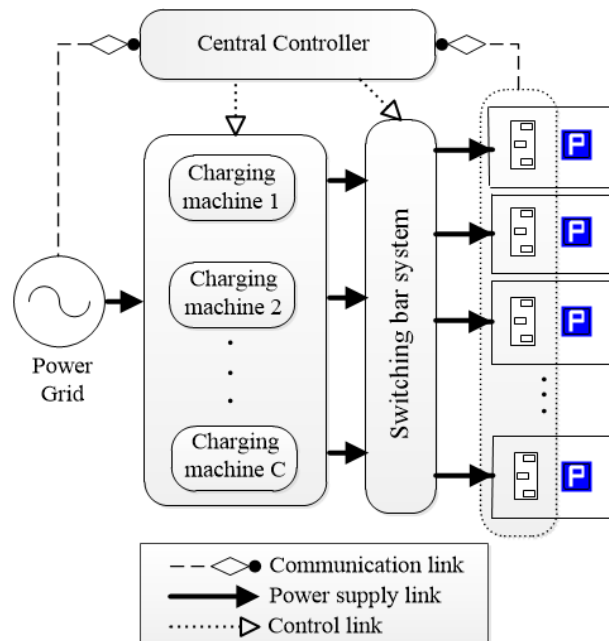 Central Controller
Charging
machine 1
Charging
machine 2
Charging
machine C
Switching bar system
Power
Grid
P
P
P
P
Communication link
Power supply link
Control link